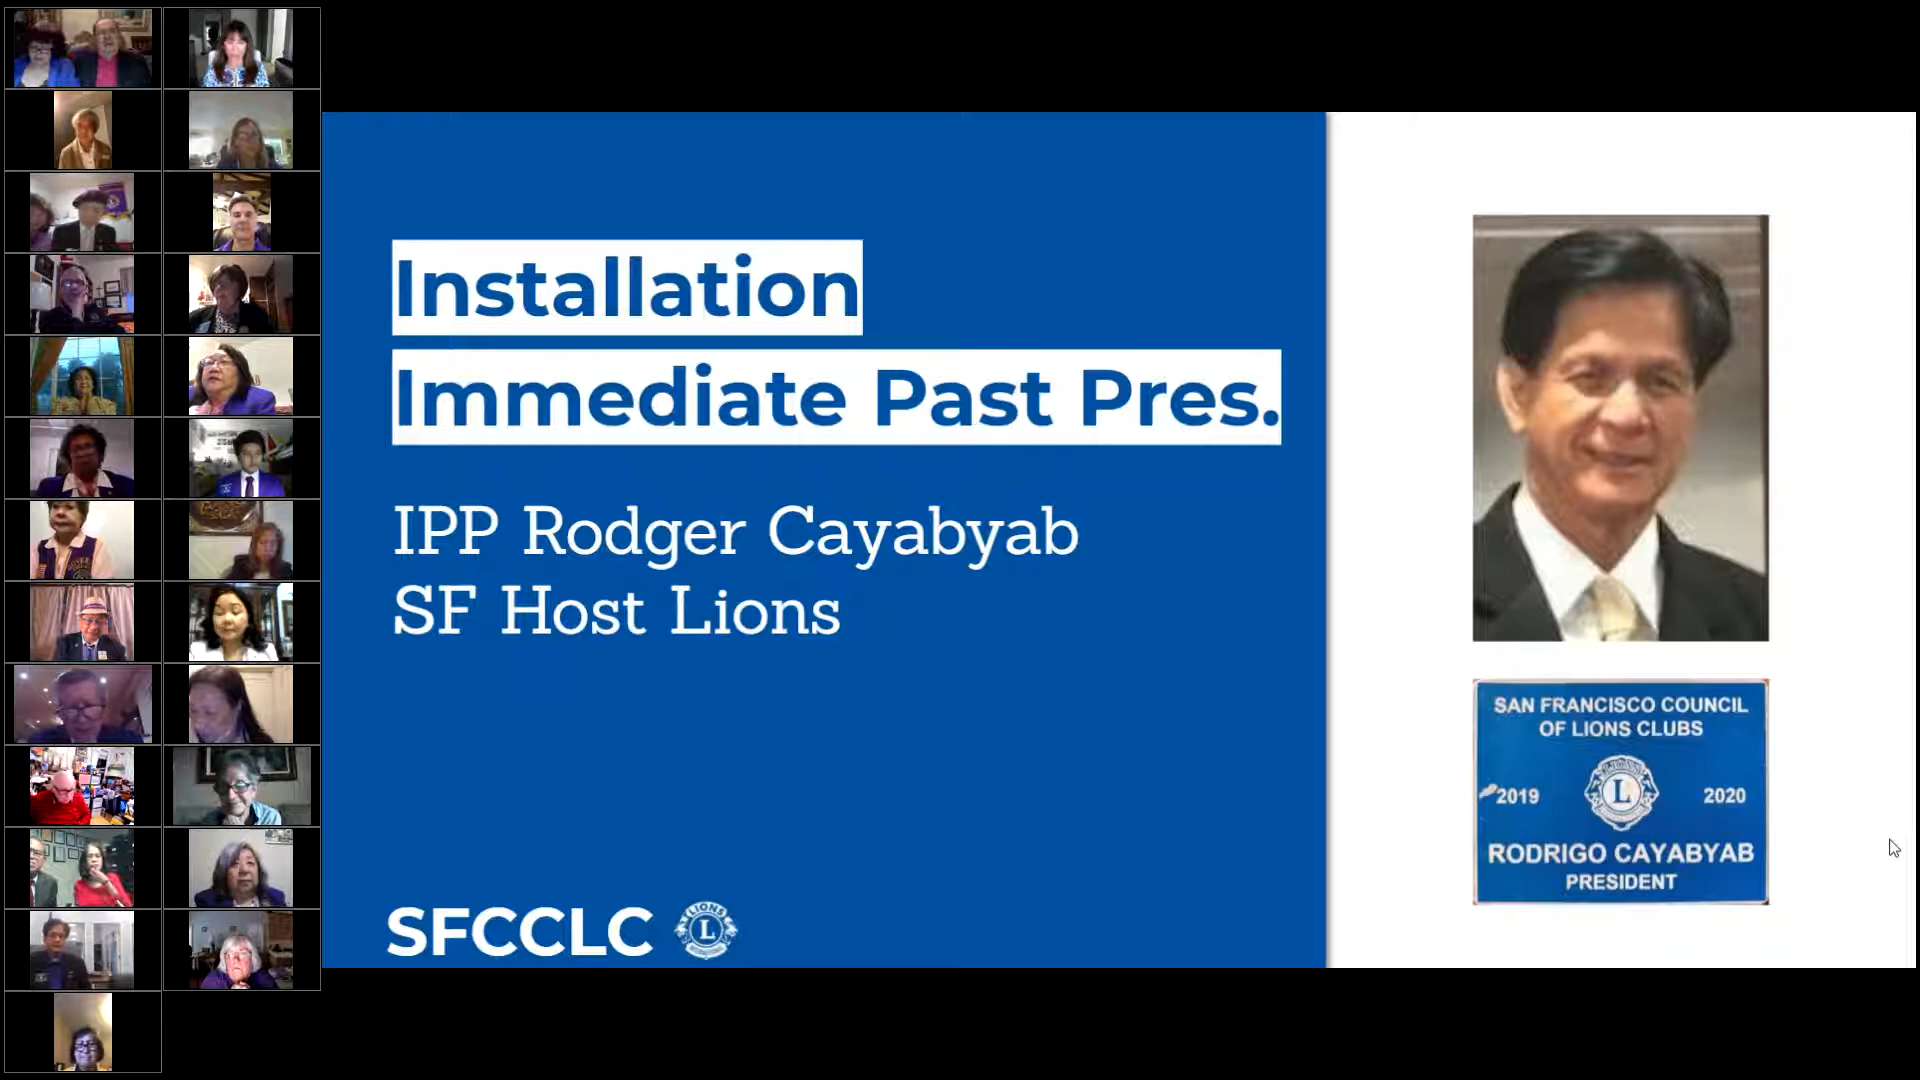 Installation
Immediate Past Pres.
IPP Rodger Cayabyab
SF Host Lions
SFCCLC
LIONS
L
SAN FRANCISCO COUNCIL
OF LIONS CLUBS
L
2019 2020
RODRIGO CAYABYAB
PRESIDENT